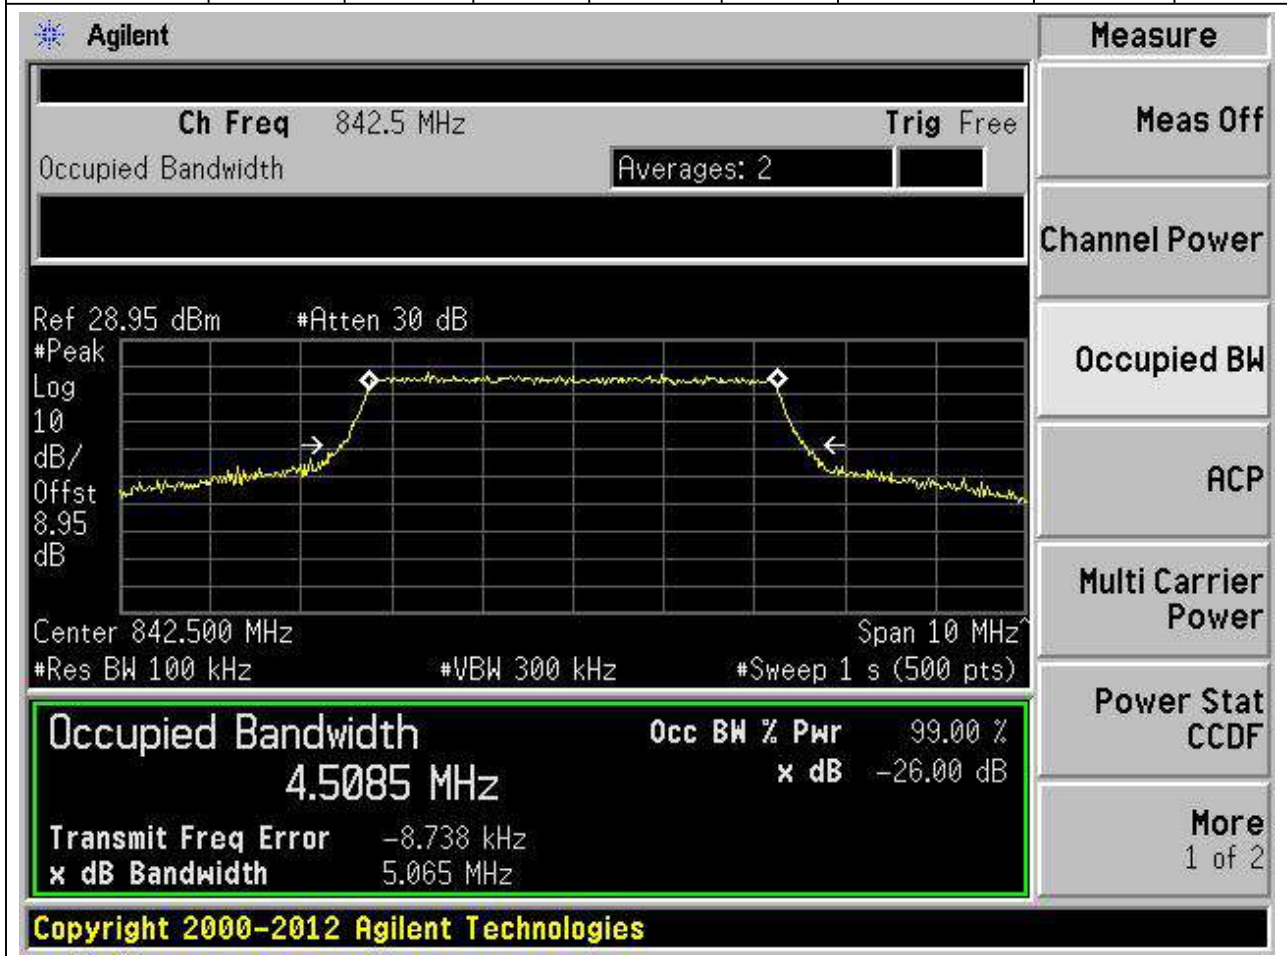 Agilent
Measure
Ch Freq 842.5 MHz Trig Free
Meas Off
Occupied Bandwidth Averages: 2
Channel Power
Ref 28.95 dBm #Atten 30 dB
#Peak
Log
10
dB/
Offst
8.95
dB
Occupied BW
ACP
Multi Carrier
Power
Center 842.500 MHz Span 10 MHz^
#Res BW 100 kHz #VBW 300 kHz #Sweep 1 s (500 pts)
Power Stat
CCDF
Occupied Bandwidth Occ BW % Pwr 99.00 %
4.5085 MHz x dB -26.00 dB
Transmit Freq Error -8.738 kHz
x dB Bandwidth 5.065 MHz
More
1 of 2
Copyright 2000-2012 Agilent Technologies